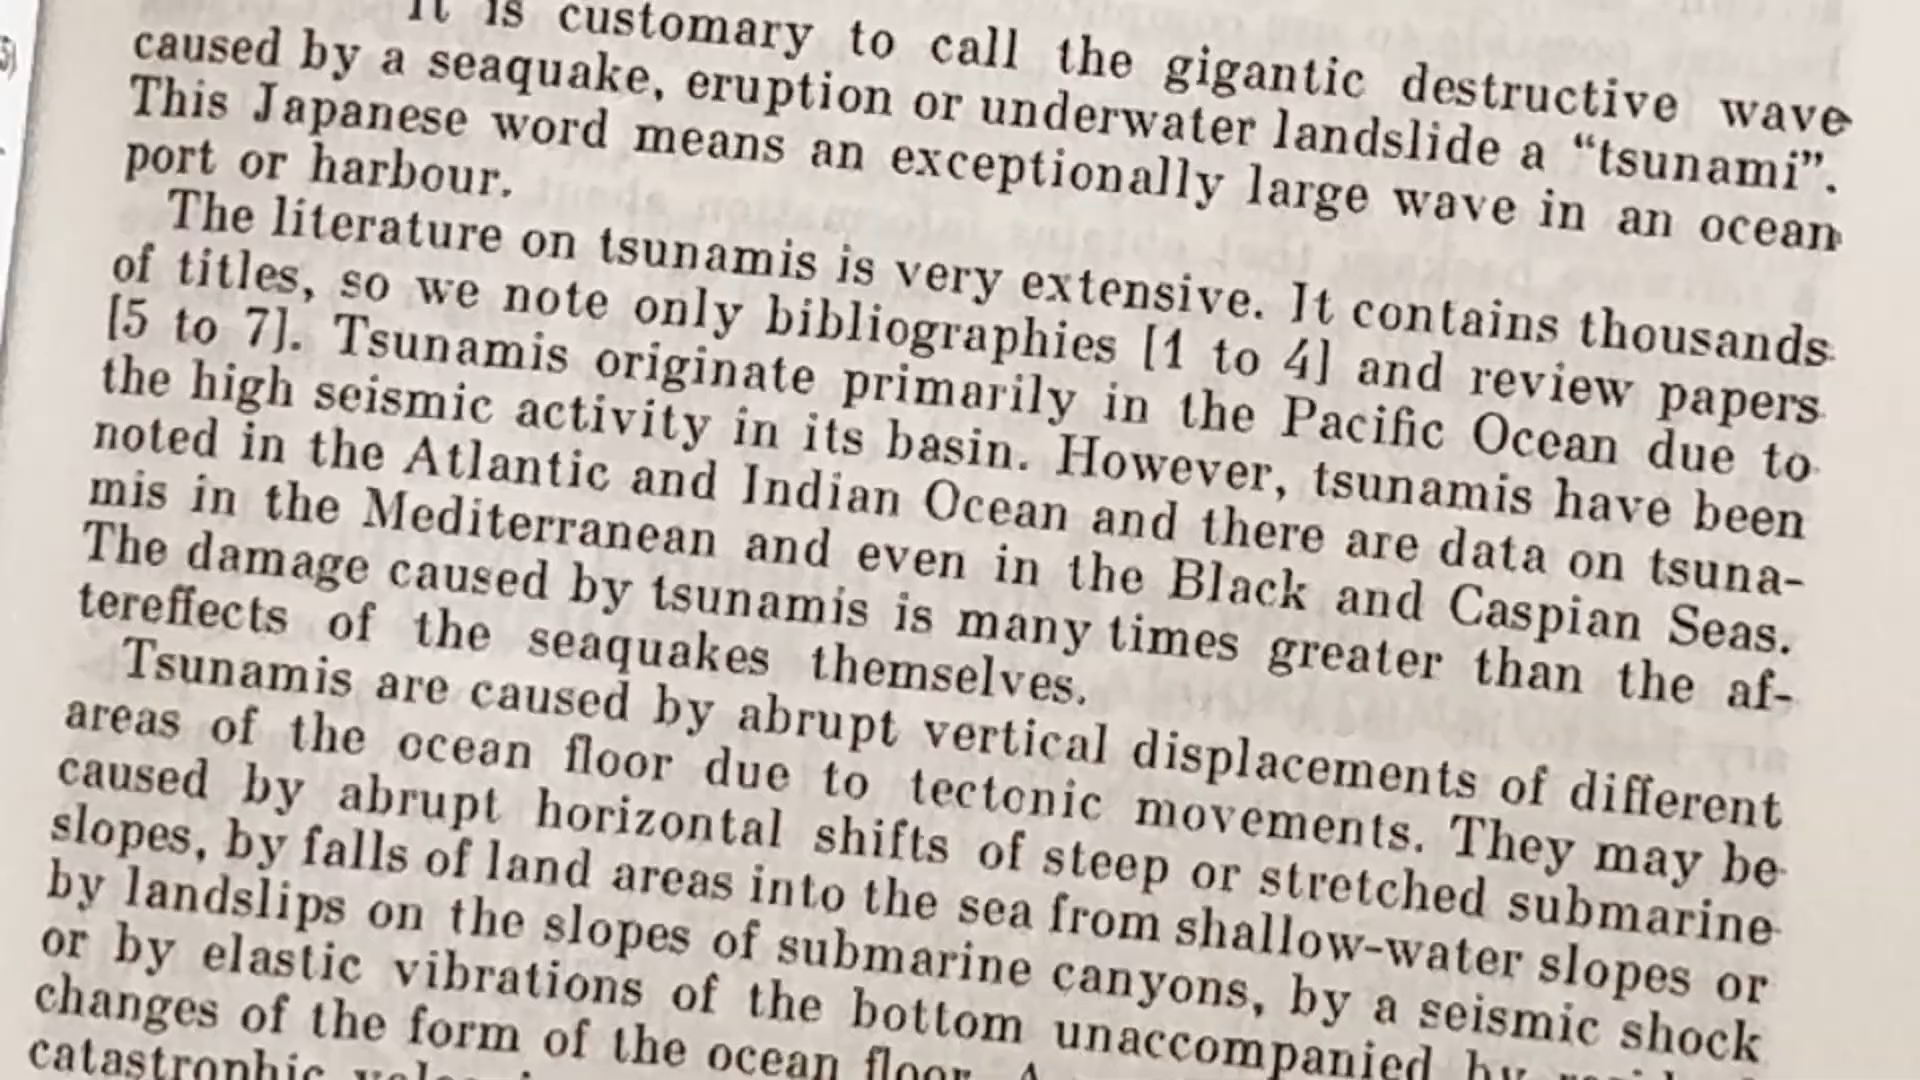 It is customary to call the gigantic destructive wave
caused by a seaquake, eruption or underwater landslide a “tsunami”.
This Japanese word means an exceptionally large wave in an ocean
port or harbour.
The literature on tsunamis is very extensive. It contains thousands
of titles, so we note only bibliographies [1 to 4] and review papers
[5 to 7]. Tsunamis originate primarily in the Pacific Ocean due to
the high seismic activity in its basin. However, tsunamis have been
noted in the Atlantic and Indian Ocean and there are data on tsuna-
mis in the Mediterranean and even in the Black and Caspian Seas.
The damage caused by tsunamis is many times greater than the af-
tereffects of the seaquakes themselves.
Tsunamis are caused by abrupt vertical displacements of different
areas of the ocean floor due to tectonic movements. They may be
caused by abrupt horizontal shifts of steep or stretched submarine
slopes, by falls of land areas into the sea from shallow-water slopes or
by landslips on the slopes of submarine canyons, by a seismic shock
or by elastic vibrations of the bottom unaccompanied by
changes of the form of the ocean floor. A
catastrophic